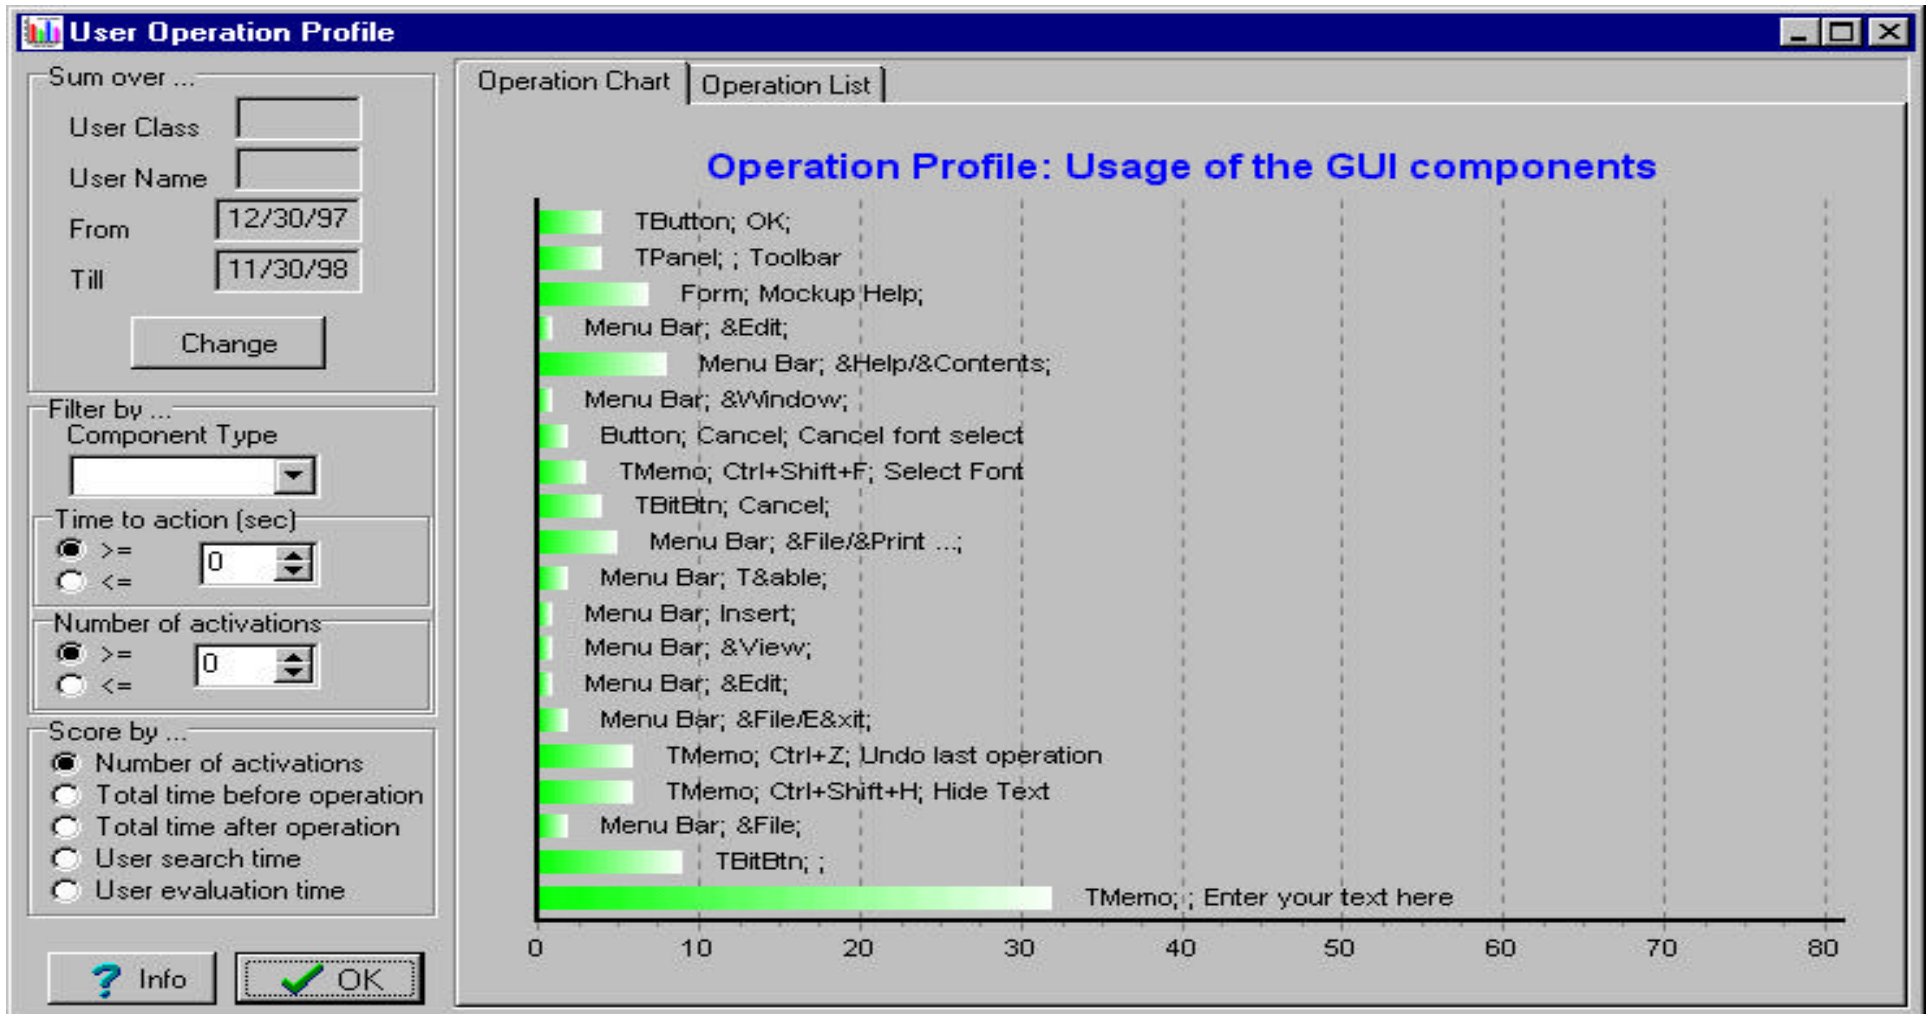 User Operation Profile
Sum over ...
User Class
User Name
From 12/30/97
Till 11/30/98
Change
Filter by ...
Component Type
Time to action (sec)
>= 0
<=
Number of activations
>= 0
<=
Score by ...
Number of activations
Total time before operation
Total time after operation
User search time
User evaluation time
? Info
OK
Operation Chart
Operation List
Operation Profile: Usage of the GUI components
TButton; OK;
TPanel; ; Toolbar
Form; Mockup Help;
Menu Bar; &Edit;
Menu Bar; &Help/&Contents;
Menu Bar; &Window;
Button; Cancel; Cancel font select
TMemo; Ctrl+Shift+F; Select Font
TBitBtn; Cancel;
Menu Bar; &File/&Print ...;
Menu Bar; T&able;
Menu Bar; Insert;
Menu Bar; &View;
Menu Bar; &Edit;
Menu Bar; &File/E&xit;
TMemo; Ctrl+Z; Undo last operation
TMemo; Ctrl+Shift+H; Hide Text
Menu Bar; &File;
TBitBtn; ;
TMemo; ; Enter your text here
0 10 20 30 40 50 60 70 80